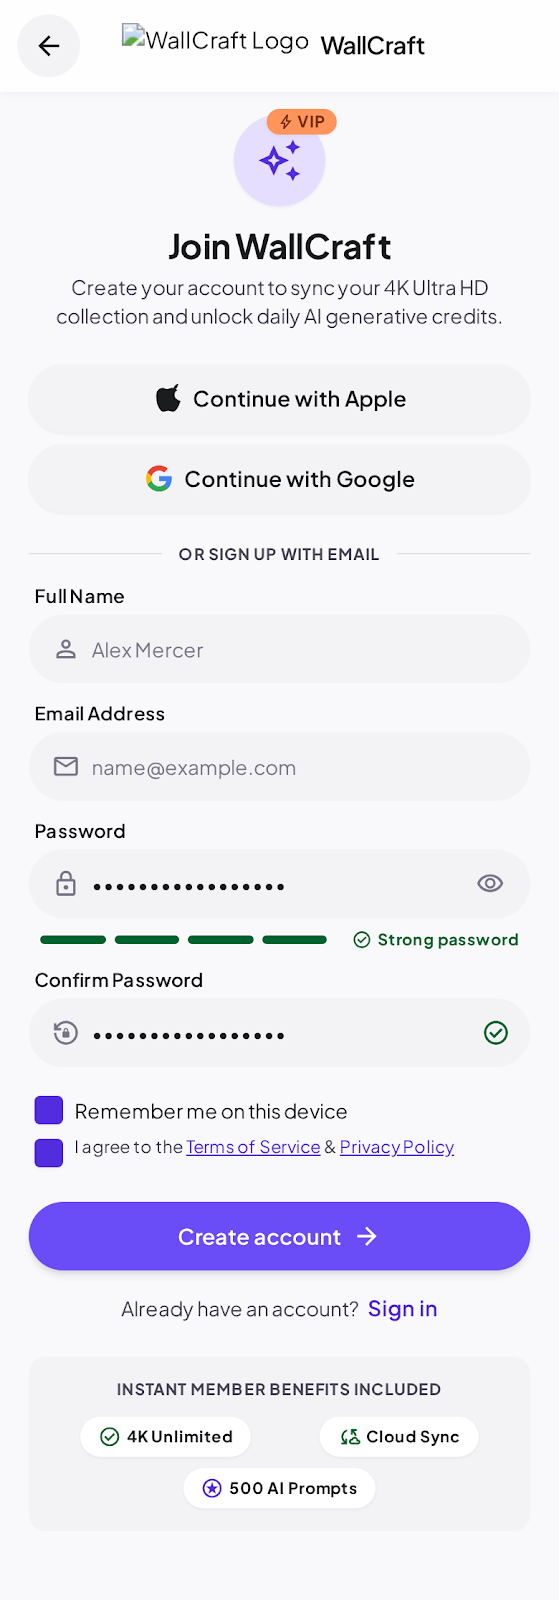 WallCraft Logo WallCraft
VIP
Join WallCraft
Create your account to sync your 4K Ultra HD
collection and unlock daily AI generative credits.
Continue with Apple
Continue with Google
OR SIGN UP WITH EMAIL
Full Name
Alex Mercer
Email Address
name@example.com
Password
•••••••••••••••••
Strong password
Confirm Password
•••••••••••••••••
Remember me on this device
I agree to the Terms of Service & Privacy Policy
Create account
Already have an account? Sign in
INSTANT MEMBER BENEFITS INCLUDED
4K Unlimited
Cloud Sync
500 AI Prompts